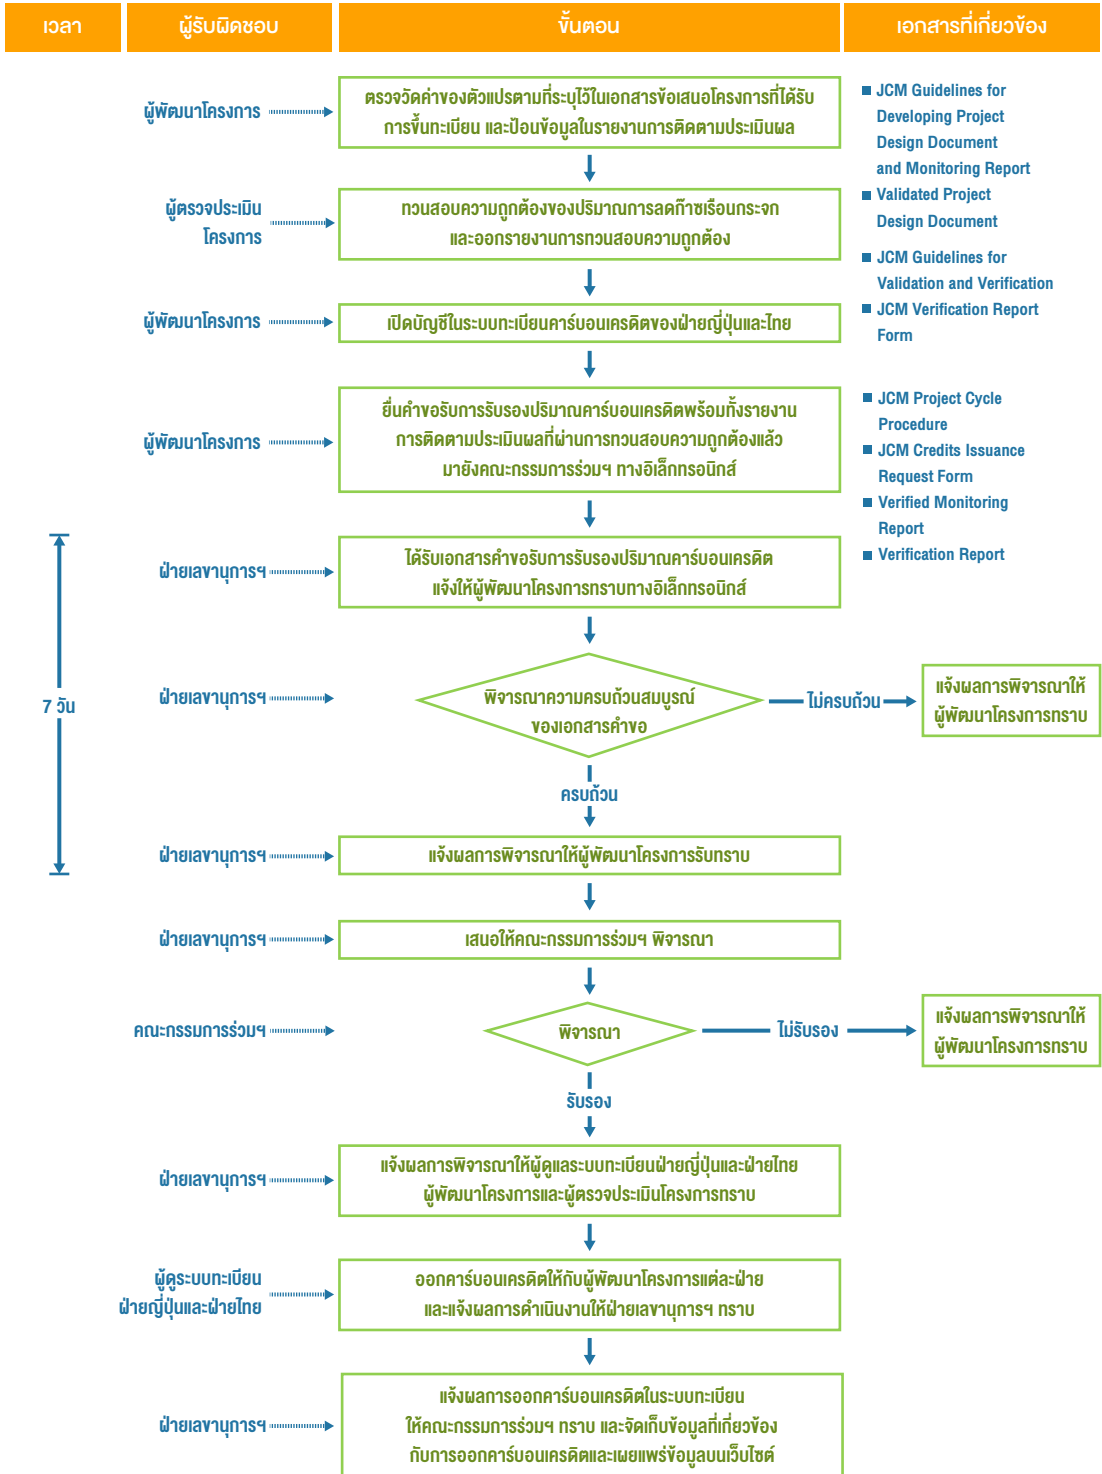 เวลา
ผู้รับผิดชอบ
ขั้นตอน
เอกสารที่เกี่ยวข้อง
ผู้พัฒนาโครงการ
ตรวจวัดค่าของตัวแปรตามที่ระบุไว้ในเอกสารข้อเสนอโครงการที่ได้รับ
การขึ้นทะเบียน และป้อนข้อมูลในรายงานการติดตามประเมินผล
■ JCM Guidelines for
Developing Project
Design Document
and Monitoring Report
■ Validated Project
Design Document
ผู้ตรวจประเมิน
โครงการ
ทวนสอบความถูกต้องของปริมาณการลดก๊าซเรือนกระจก
และออกรายงานการทวนสอบความถูกต้อง
■ JCM Guidelines for
Validation and Verification
■ JCM Verification Report
Form
ผู้พัฒนาโครงการ
เปิดบัญชีในระบบทะเบียนคาร์บอนเครดิตของฝ่ายญี่ปุ่นและไทย
ผู้พัฒนาโครงการ
ยื่นคำขอรับการรับรองปริมาณคาร์บอนเครดิตพร้อมทั้งรายงาน
การติดตามประเมินผลที่ผ่านการทวนสอบความถูกต้องแล้ว
มายังคณะกรรมการร่วมฯ ทางอิเล็กทรอนิกส์
■ JCM Project Cycle
Procedure
■ JCM Credits Issuance
Request Form
■ Verified Monitoring
Report
■ Verification Report
7 วัน
ฝ่ายเลขานุการฯ
ได้รับเอกสารคำขอรับการรับรองปริมาณคาร์บอนเครดิต
แจ้งให้ผู้พัฒนาโครงการทราบทางอิเล็กทรอนิกส์
ฝ่ายเลขานุการฯ
พิจารณาความครบถ้วนสมบูรณ์
ของเอกสารคำขอ
ไม่ครบถ้วน
แจ้งผลการพิจารณาให้
ผู้พัฒนาโครงการทราบ
ครบถ้วน
ฝ่ายเลขานุการฯ
แจ้งผลการพิจารณาให้ผู้พัฒนาโครงการรับทราบ
ฝ่ายเลขานุการฯ
เสนอให้คณะกรรมการร่วมฯ พิจารณา
คณะกรรมการร่วมฯ
พิจารณา
ไม่รับรอง
แจ้งผลการพิจารณาให้
ผู้พัฒนาโครงการทราบ
รับรอง
ฝ่ายเลขานุการฯ
แจ้งผลการพิจารณาให้ผู้ดูแลระบบทะเบียนฝ่ายญี่ปุ่นและฝ่ายไทย
ผู้พัฒนาโครงการและผู้ตรวจประเมินโครงการทราบ
ผู้ดูระบบทะเบียน
ฝ่ายญี่ปุ่นและฝ่ายไทย
ออกคาร์บอนเครดิตให้กับผู้พัฒนาโครงการแต่ละฝ่าย
และแจ้งผลการดำเนินงานให้ฝ่ายเลขานุการฯ ทราบ
ฝ่ายเลขานุการฯ
แจ้งผลการออกคาร์บอนเครดิตในระบบทะเบียน
ให้คณะกรรมการร่วมฯ ทราบ และจัดเก็บข้อมูลที่เกี่ยวข้อง
กับการออกคาร์บอนเครดิตและเผยแพร่ข้อมูลบนเว็บไซต์